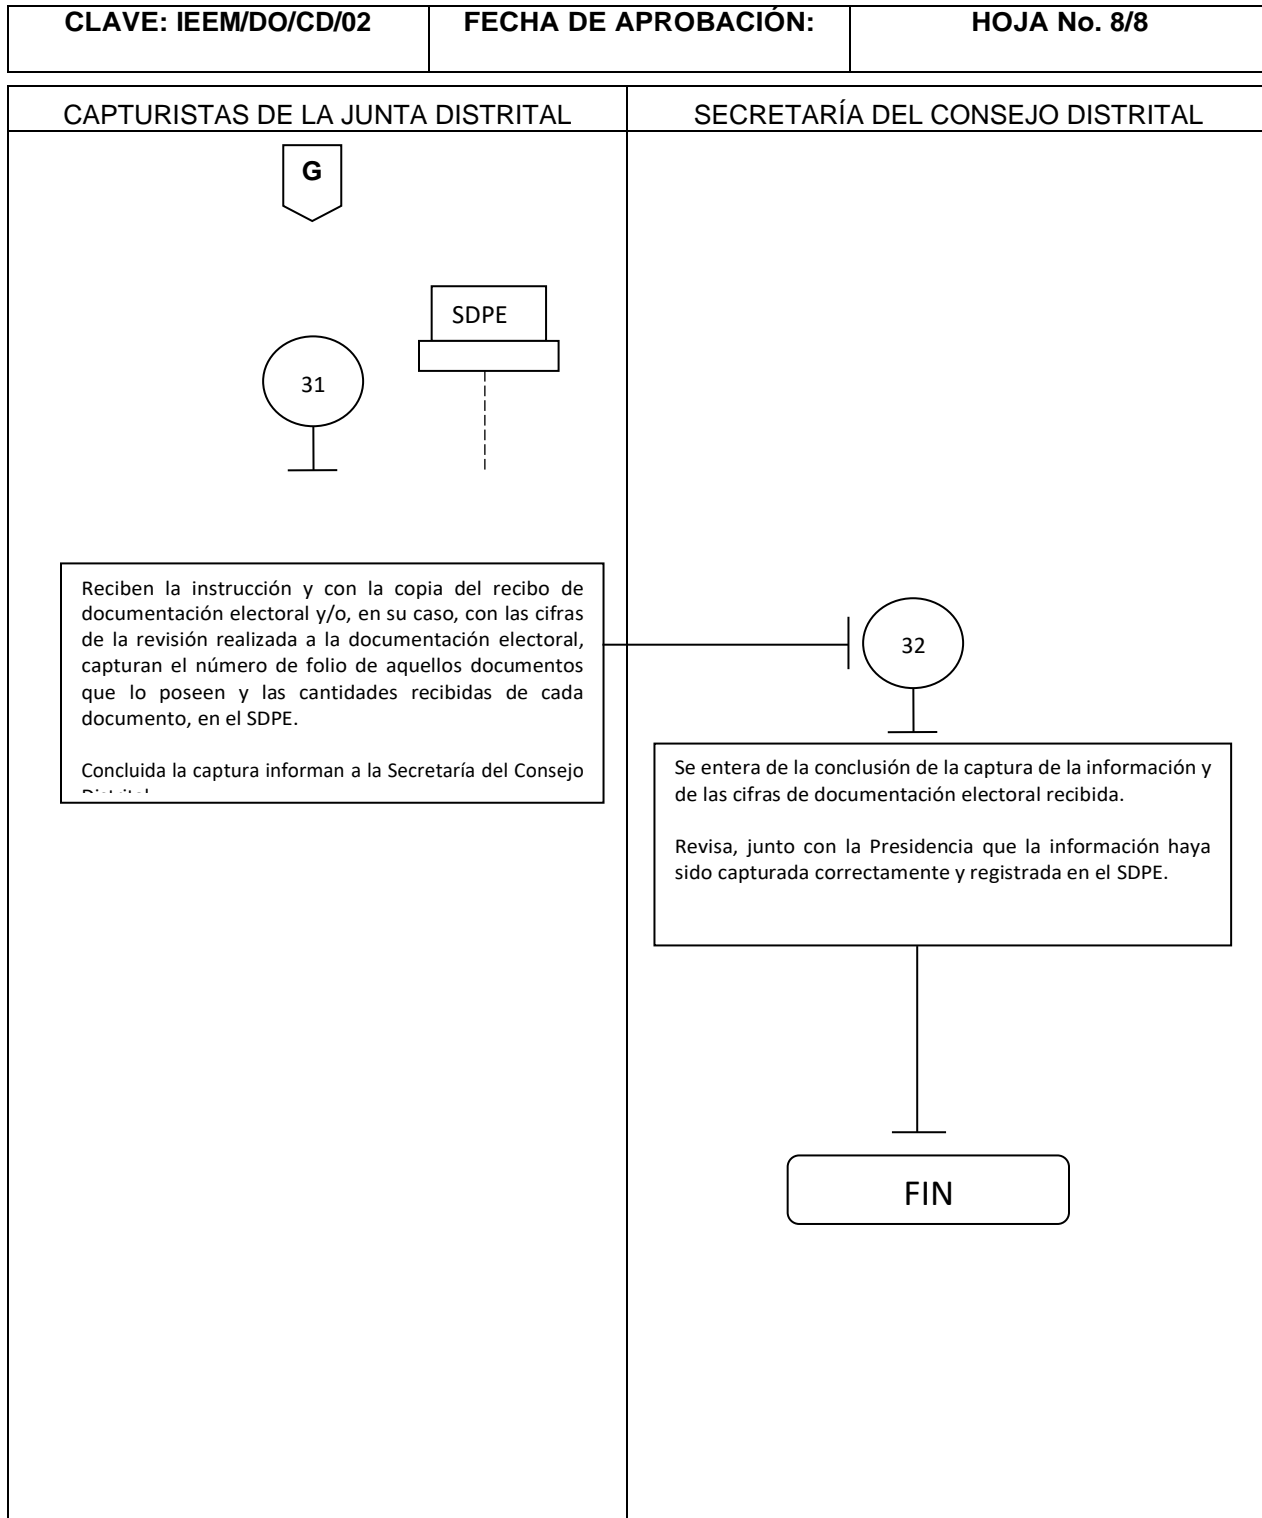 CLAVE: IEEM/DO/CD/02
FECHA DE APROBACIÓN:
HOJA No. 8/8
CAPTURISTAS DE LA JUNTA DISTRITAL
SECRETARÍA DEL CONSEJO DISTRITAL
G
SDPE
31
Reciben la instrucción y con la copia del recibo de
documentación electoral y/o, en su caso, con las cifras
de la revisión realizada a la documentación electoral,
capturan el número de folio de aquellos documentos
que lo poseen y las cantidades recibidas de cada
documento, en el SDPE.
Concluida la captura informan a la Secretaría del Consejo
32
Se entera de la conclusión de la captura de la información y
de las cifras de documentación electoral recibida.
Revisa, junto con la Presidencia que la información haya
sido capturada correctamente y registrada en el SDPE.
FIN